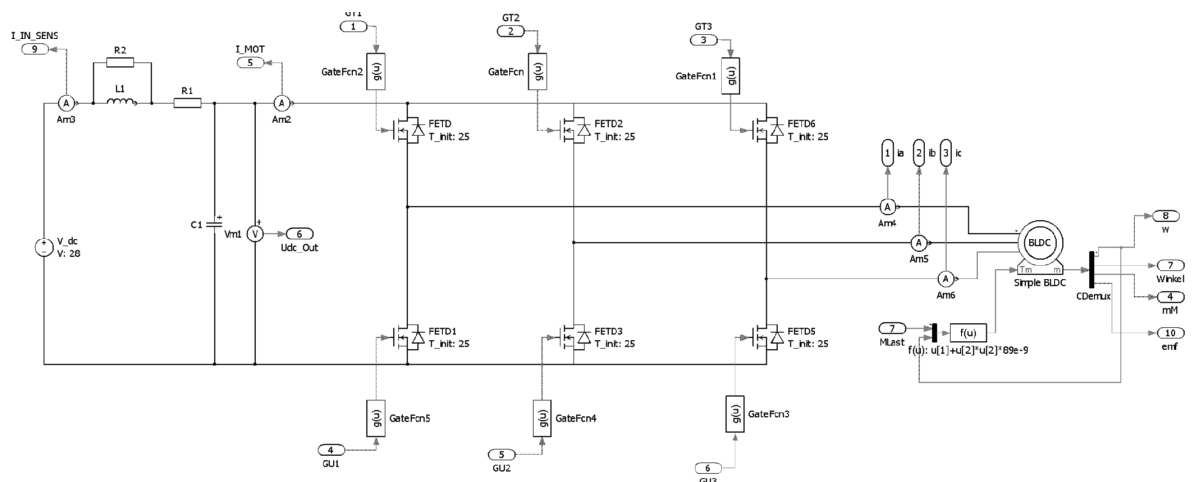 GT1
1
GT2
2
GT3
3
I_IN_SENS
9
R2
I_MOT
5
GateFcn2
g(u)
GateFcn
g(u)
GateFcn1
g(u)
L1
R1
A
Am3
A
Am2
FETD
T_init: 25
FETD2
T_init: 25
FETD6
T_init: 25
1
ia
2
ib
3
ic
C1
+
Vm1
+
V
6
Udc_Out
A
Am4
A
Am5
A
Am6
BLDC
Tm
m
Simple BLDC
8
W
V_dc
V: 28
7
Winkel
CDemux
4
mM
10
emf
FETD1
T_init: 25
FETD3
T_init: 25
FETD5
T_init: 25
7
MLast
f(u)
f(u): u[1]+u[2]*u[2]*89e-9
g(u)
GateFcn5
g(u)
GateFcn4
g(u)
GateFcn3
4
GU1
5
GU2
6
GU3